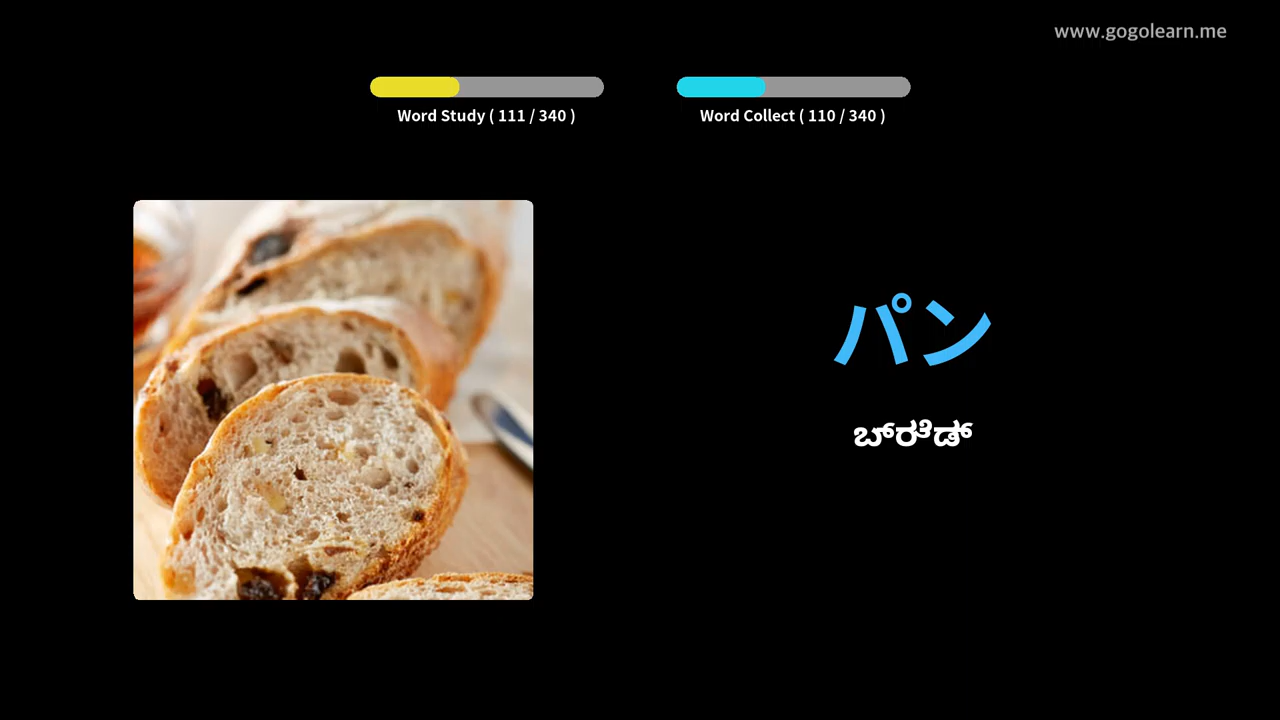 www.gogolearn.me
Word Study ( 111 / 340 )
Word Collect ( 110 / 340 )
パン
ಬ್ರೆಡ್